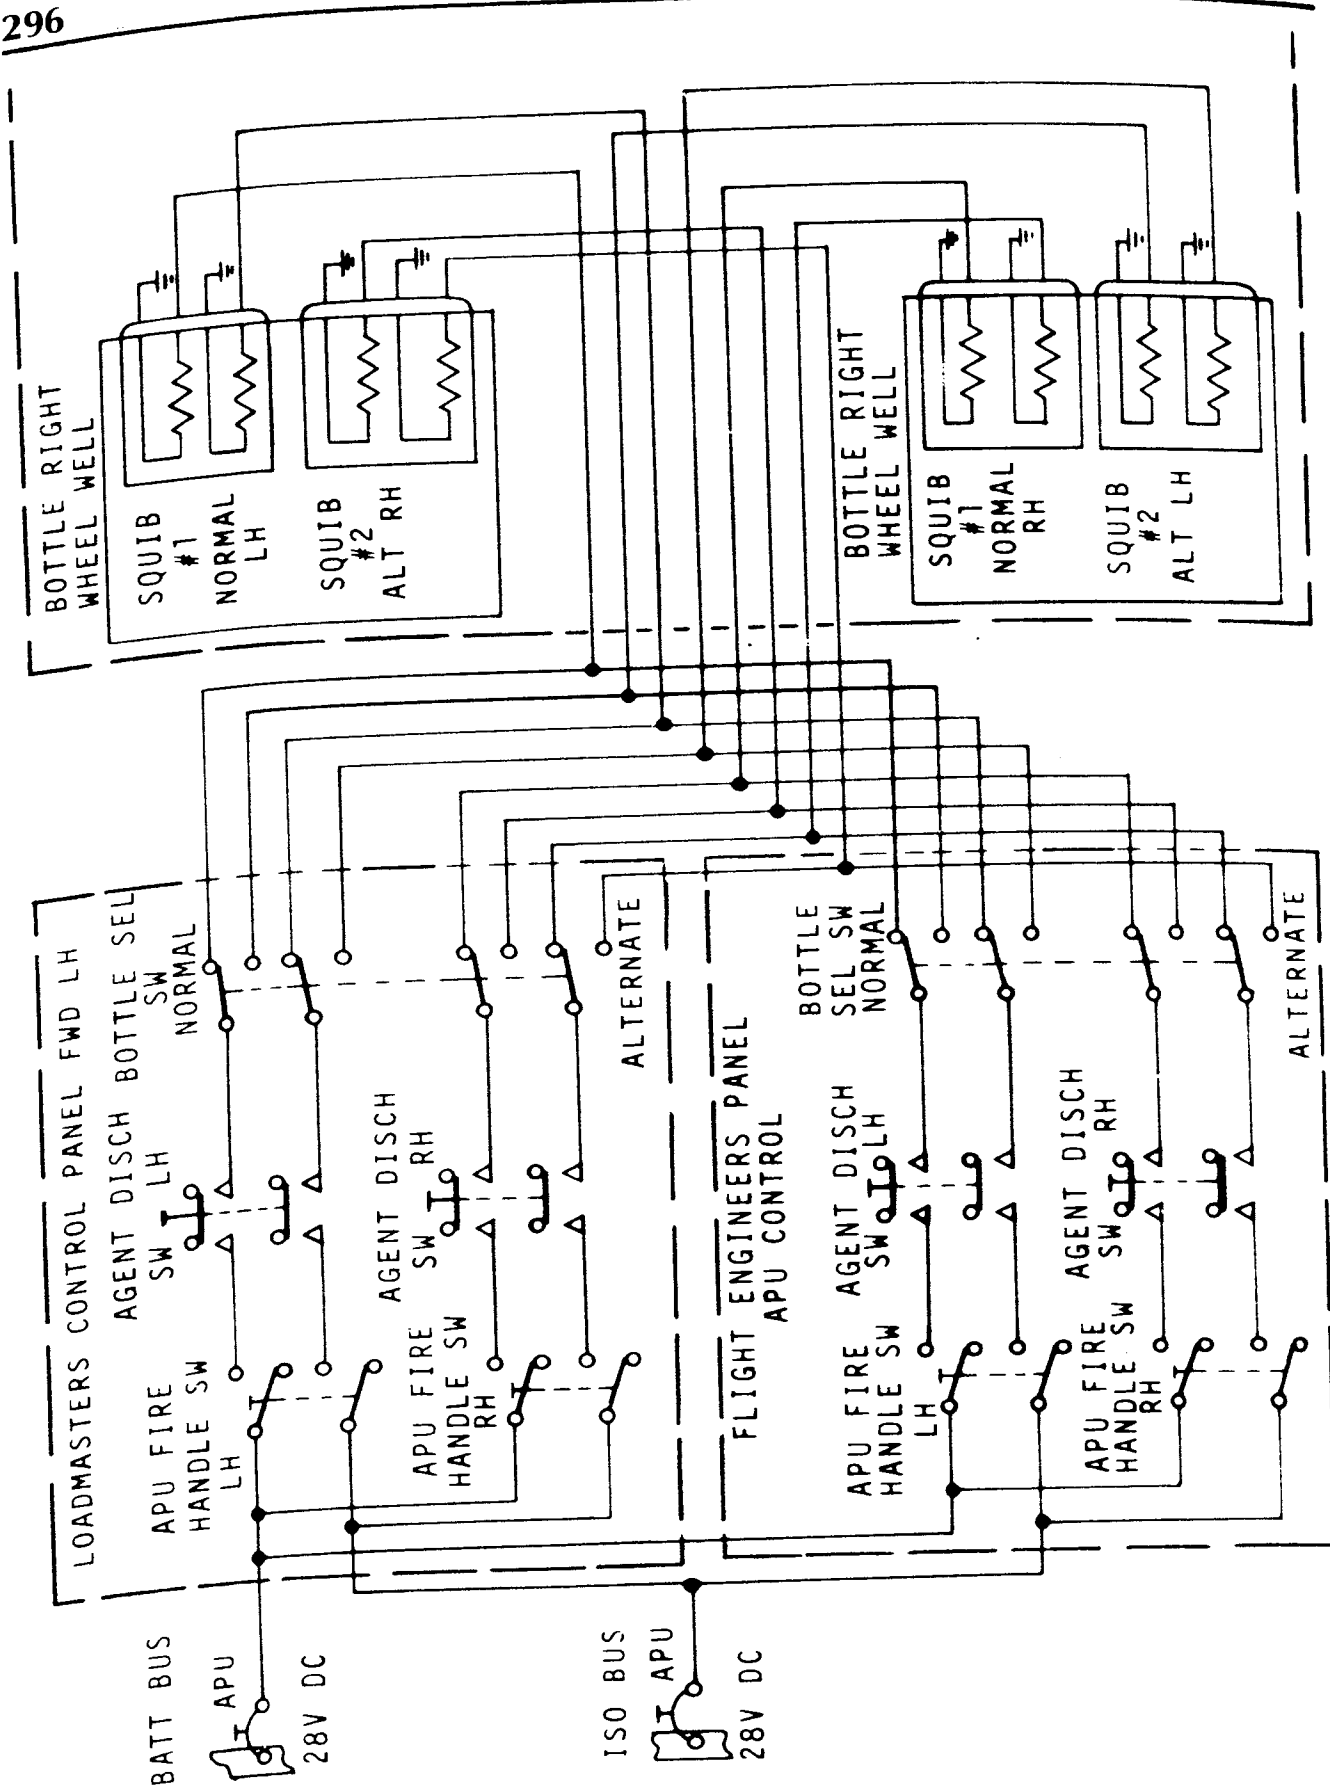 296
BOTTLE RIGHT
WHEEL WELL
SQUIB
#1
NORMAL
LH
SQUIB
#2
ALT RH
BOTTLE RIGHT
WHEEL WELL
SQUIB
#1
NORMAL
RH
SQUIB
#2
ALT LH
LOADMASTERS CONTROL PANEL FWD LH
AGENT DISCH
SW LH
BOTTLE SEL
SW
NORMAL
ALTERNATE
AGENT DISCH
SW RH
APU FIRE
HANDLE SW
LH
APU FIRE
HANDLE SW
RH
FLIGHT ENGINEERS PANEL
APU CONTROL
BOTTLE
SEL SW
NORMAL
ALTERNATE
AGENT DISCH
SW LH
AGENT DISCH
SW RH
APU FIRE
HANDLE SW
LH
APU FIRE
HANDLE SW
RH
BATT BUS
APU
28V DC
ISO BUS
APU
28V DC